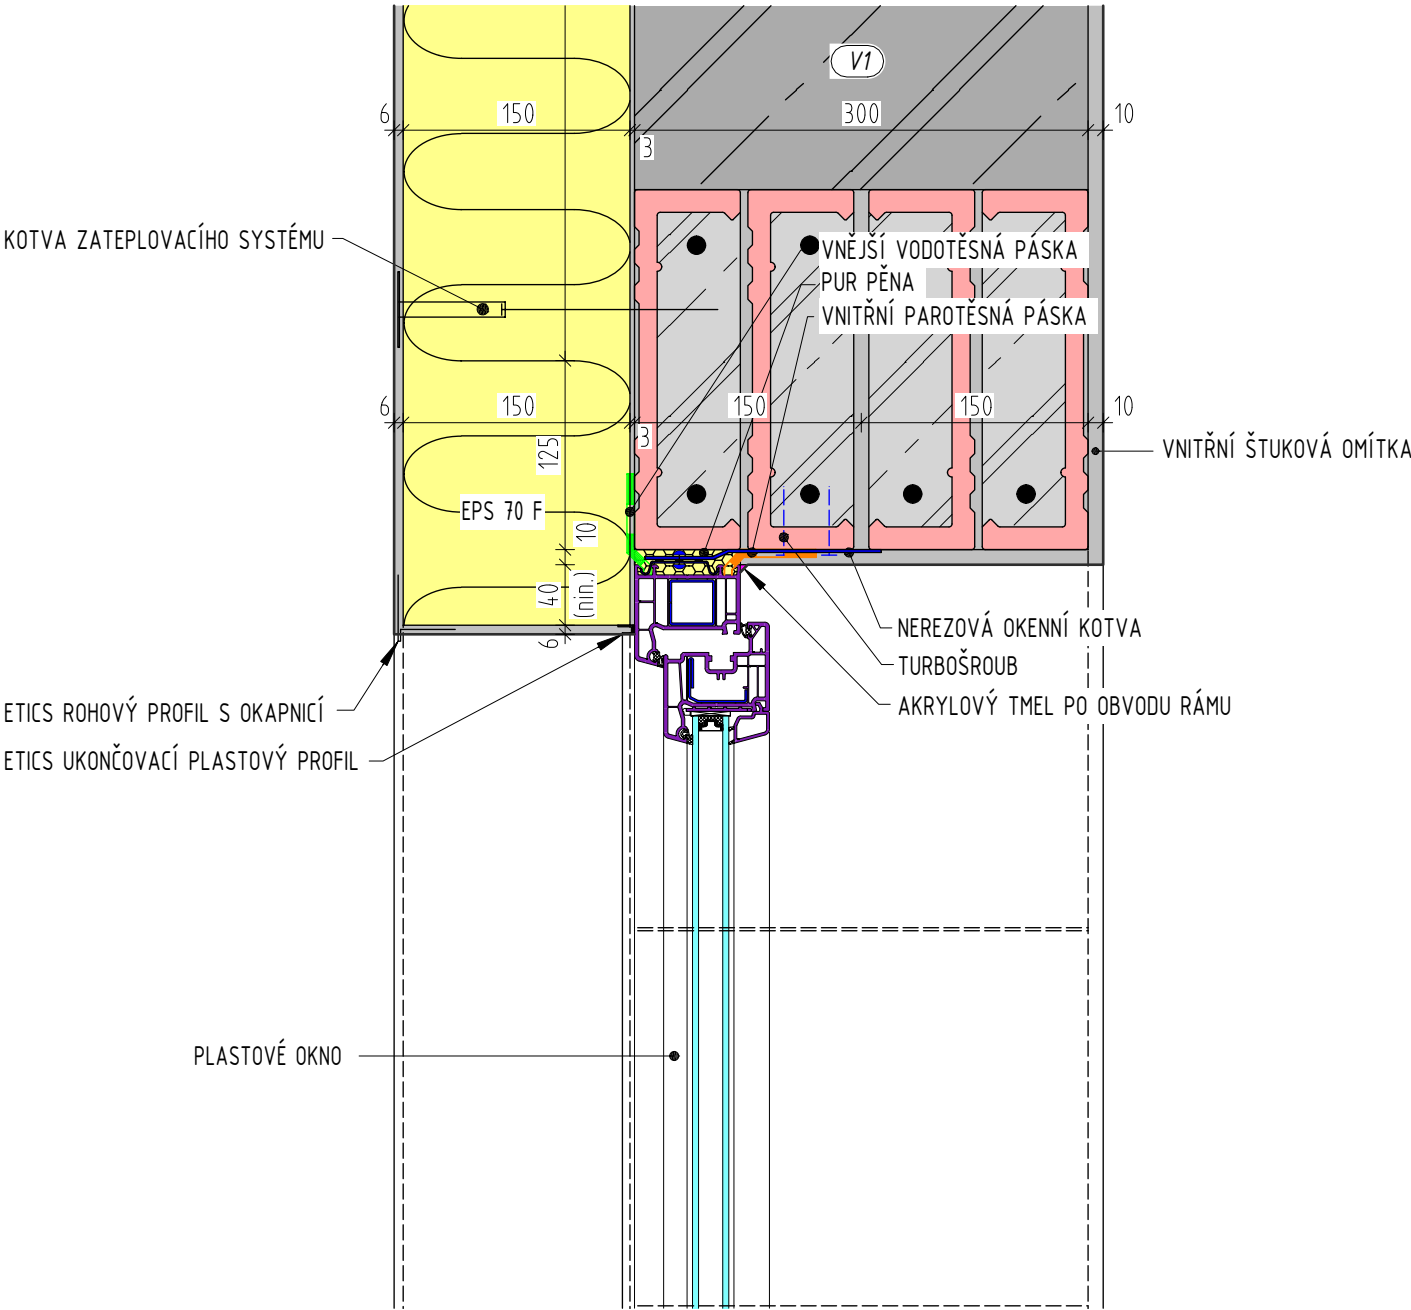 V1
6
150
300
10
3
KOTVA ZATEPLOVACÍHO SYSTÉMU
VNĚJŠÍ VODOTĚSNÁ PÁSKA
PUR PĚNA
VNITŘNÍ PAROTĚSNÁ PÁSKA
6
150
150
150
10
3
125
VNITŘNÍ ŠTUKOVÁ OMÍTKA
EPS 70 F
10
40
(nin.)
6
NEREZOVÁ OKENNÍ KOTVA
TURBOŠROUB
AKRYLOVÝ TMEL PO OBVODU RÁMU
ETICS ROHOVÝ PROFIL S OKAPNICÍ
ETICS UKONČOVACÍ PLASTOVÝ PROFIL
PLASTOVÉ OKNO